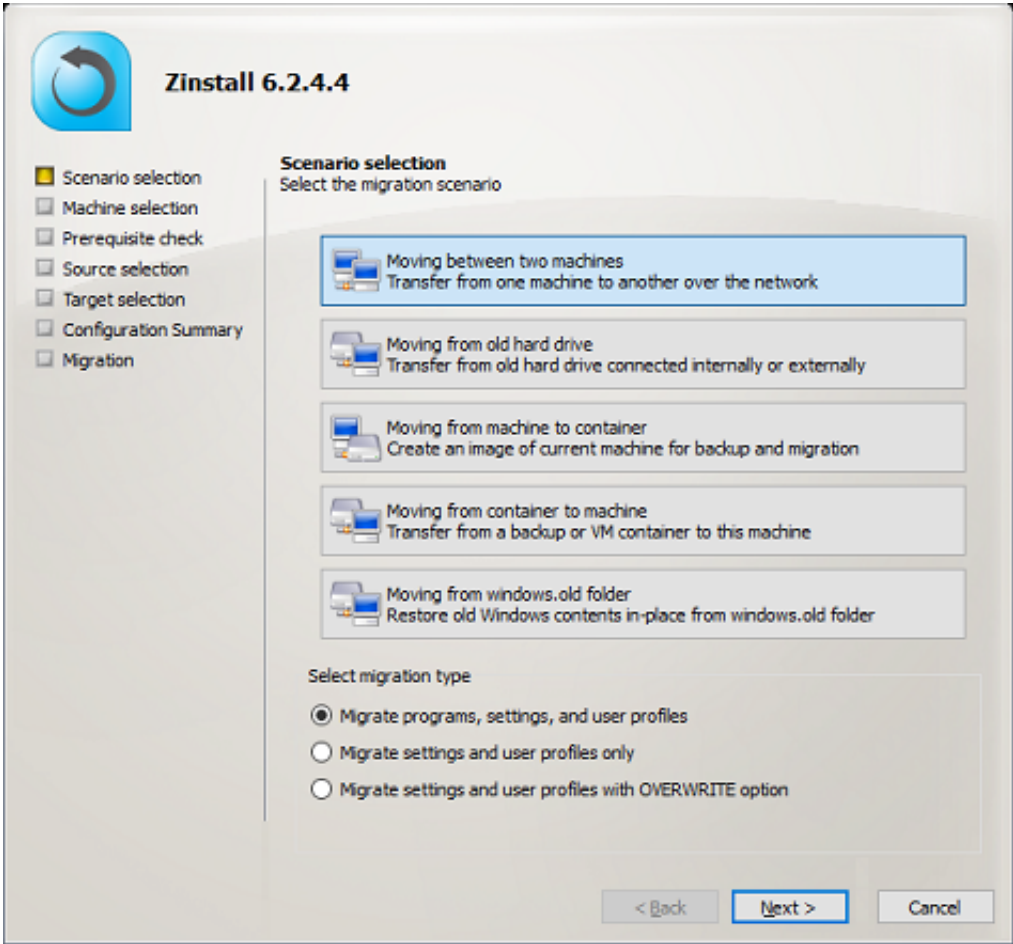 Zinstall 6.2.4.4
Scenario selection
Machine selection
Prerequisite check
Source selection
Target selection
Configuration Summary
Migration
Scenario selection
Select the migration scenario
Moving between two machines
Transfer from one machine to another over the network
Moving from old hard drive
Transfer from old hard drive connected internally or externally
Moving from machine to container
Create an image of current machine for backup and migration
Moving from container to machine
Transfer from a backup or VM container to this machine
Moving from windows.old folder
Restore old Windows contents in-place from windows.old folder
Select migration type
Migrate programs, settings, and user profiles
Migrate settings and user profiles only
Migrate settings and user profiles with OVERWRITE option
< Back
Next >
Cancel